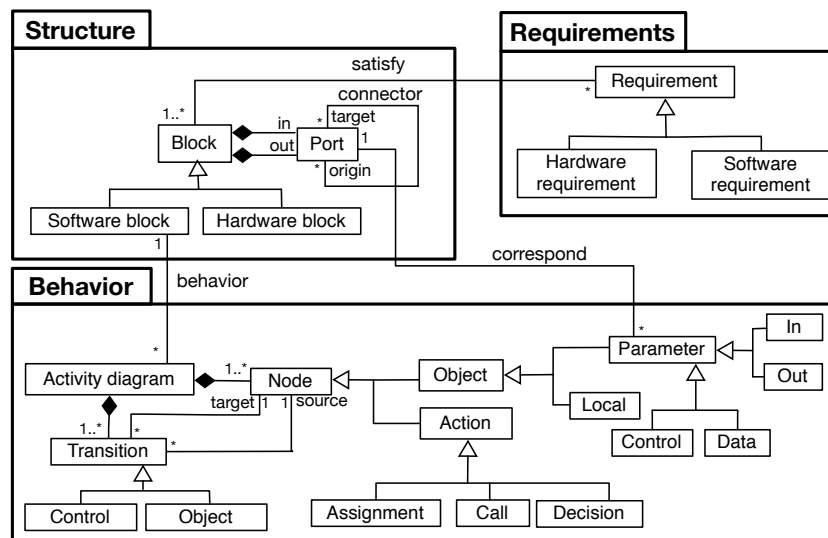 Structure
Requirements
satisfy
connector
Requirement
*
1..*
in
target
*
1
Block
Port
out
*
origin
Hardware
requirement
Software
requirement
Software block
Hardware block
1
correspond
behavior
Behavior
*
*
In
Parameter
1..*
Activity diagram
Node
Object
Out
target
1
1
source
Local
Action
1..*
*
*
Transition
Control
Data
Control
Object
Assignment
Call
Decision